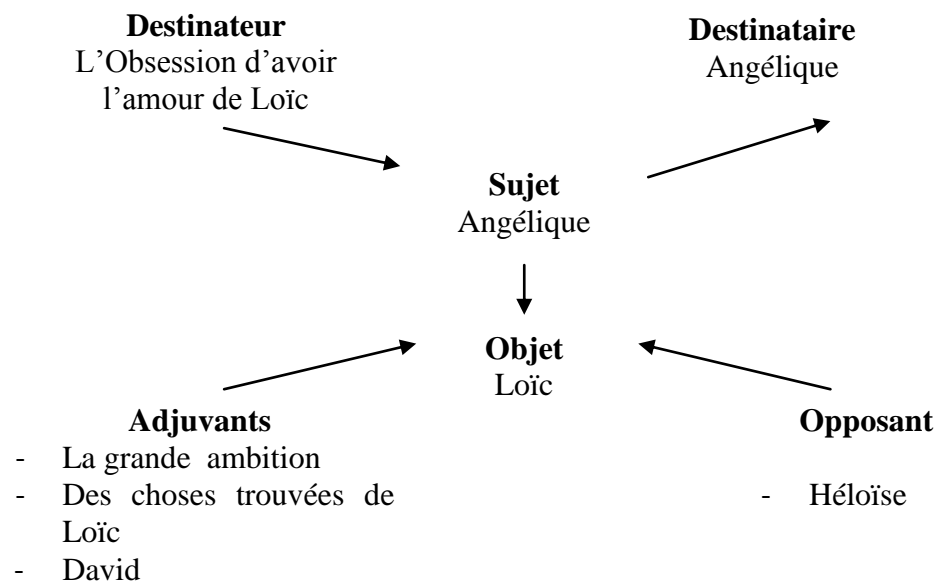 Destinateur
L’Obsession d’avoir
l’amour de Loïc
Destinataire
Angélique
Sujet
Angélique
Objet
Loïc
Adjuvants
- La grande ambition
- Des choses trouvées de
Loïc
- David
Opposant
- Héloïse